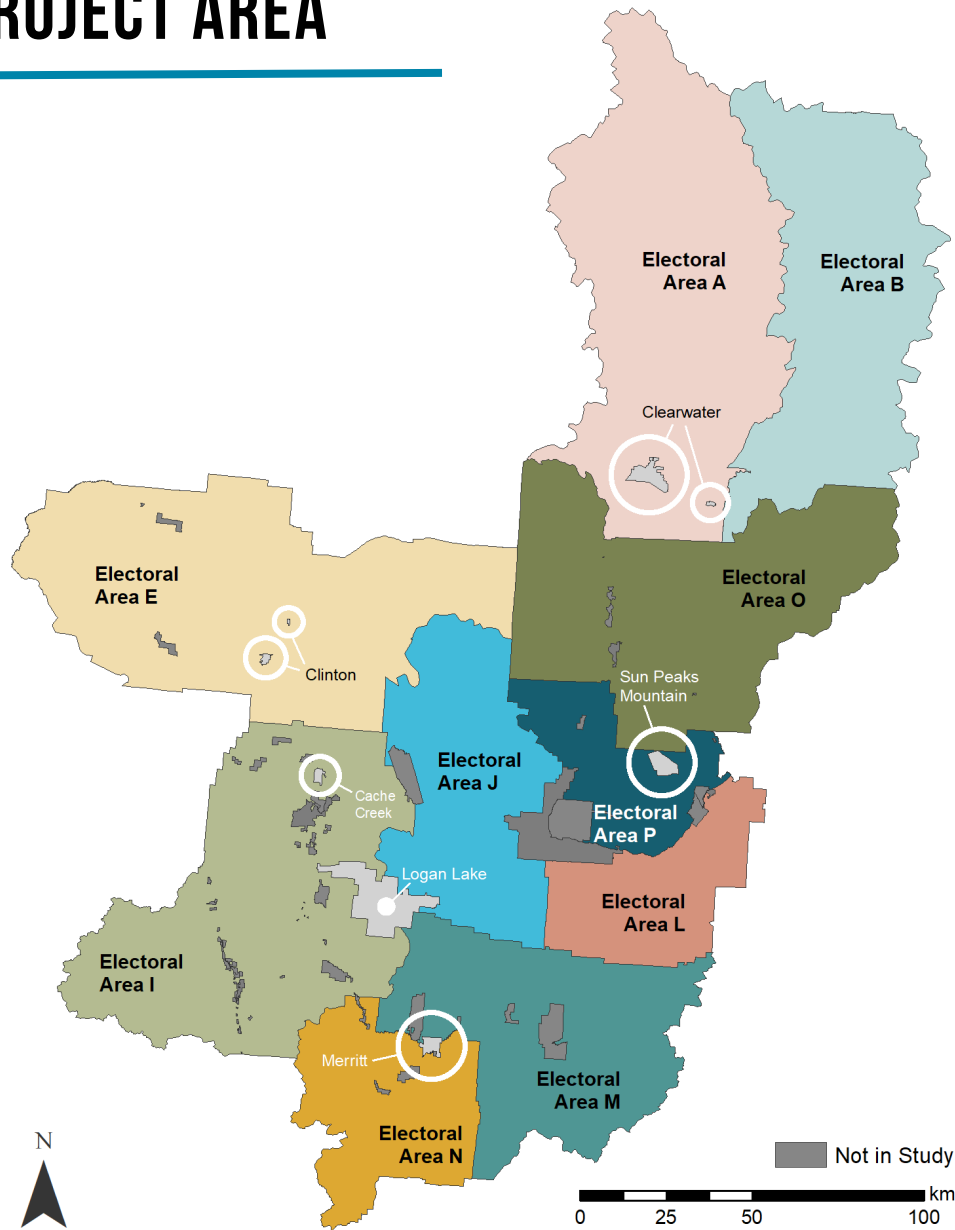 ROJECT AREA
Electoral
Area A
Electoral
Area B
Clearwater
Electoral
Area E
Electoral
Area O
Clinton
Sun Peaks
Mountain
Electoral
Area J
Cache
Creek
Electoral
Area P
Logan Lake
Electoral
Area L
Electoral
Area I
Merritt
Electoral
Area M
Electoral
Area N
N
Not in Study
km
0 25 50 100